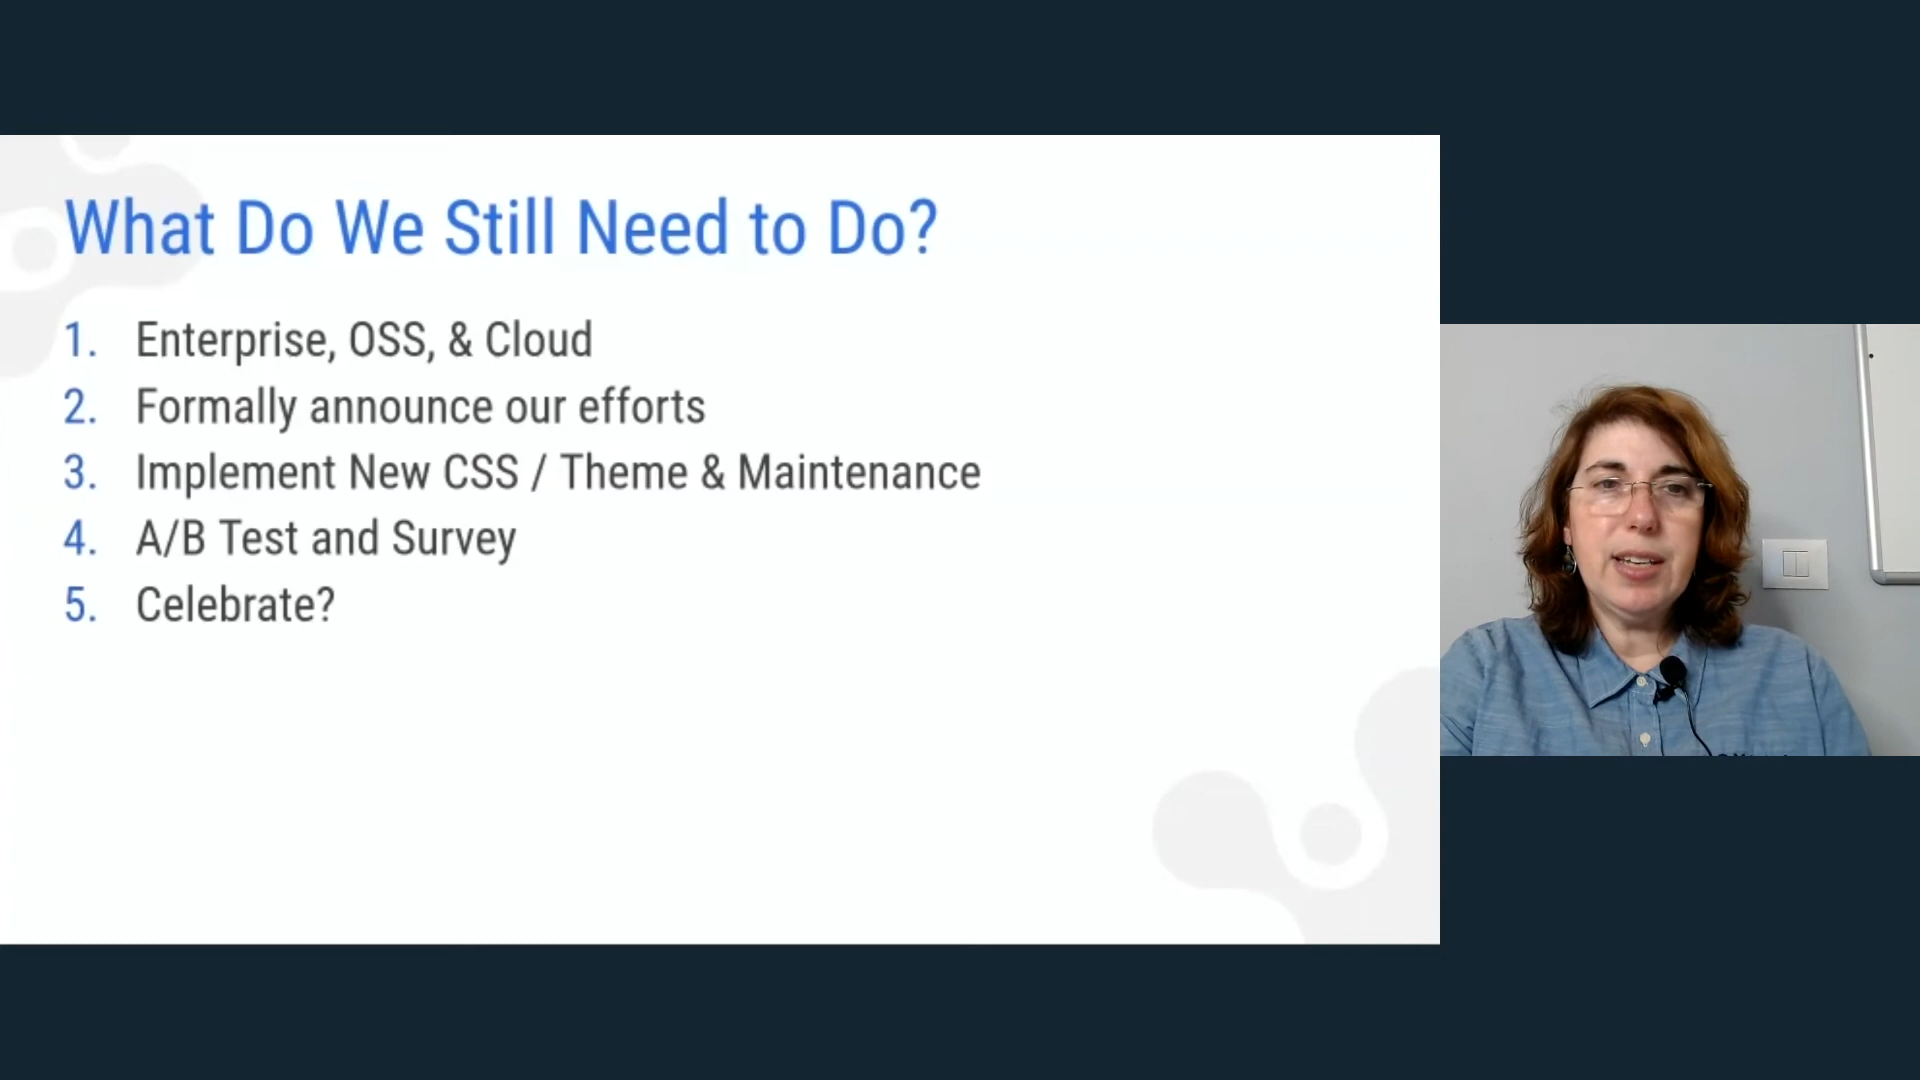 What Do We Still Need to Do?
1. Enterprise, OSS, & Cloud
2. Formally announce our efforts
3. Implement New CSS / Theme & Maintenance
4. A/B Test and Survey
5. Celebrate?